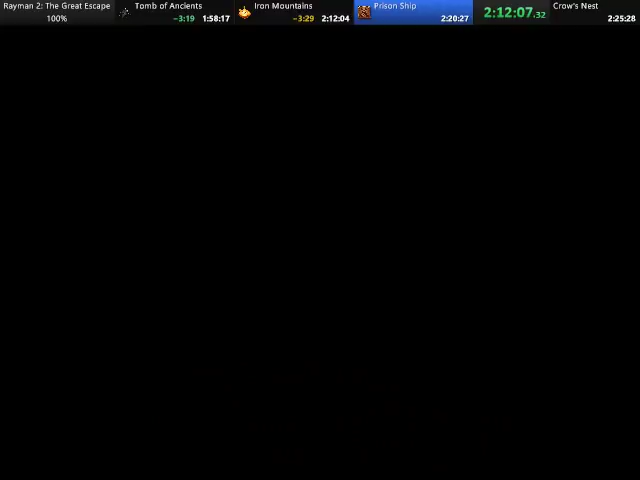 Rayman 2: The Great Escape
100%
Tomb of Ancients
−3:19 1:58:17
Iron Mountains
−3:29 2:12:04
Prison Ship
2:20:27
2:12:07.32
Crow's Nest
2:25:28